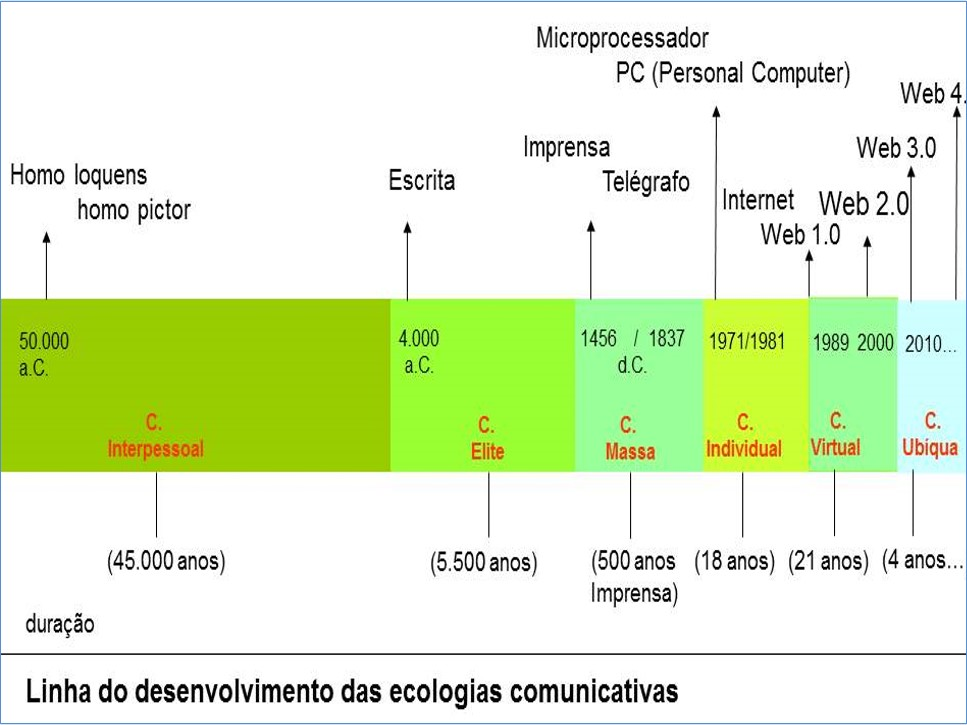 Microprocessador
PC (Personal Computer)
Web 4.
Imprensa
Web 3.0
Homo loquens
Escrita
Telégrafo
homo pictor
Internet
Web 2.0
Web 1.0
50.000
a.C.
4.000
a.C.
1456 / 1837
d.C.
1971/1981
1989 2000
2010...
C.
Interpessoal
C.
Elite
C.
Massa
C.
Individual
C.
Virtual
C.
Ubíqua
(45.000 anos)
(5.500 anos)
(500 anos
Imprensa)
(18 anos)
(21 anos)
(4 anos...
duração
Linha do desenvolvimento das ecologias comunicativas